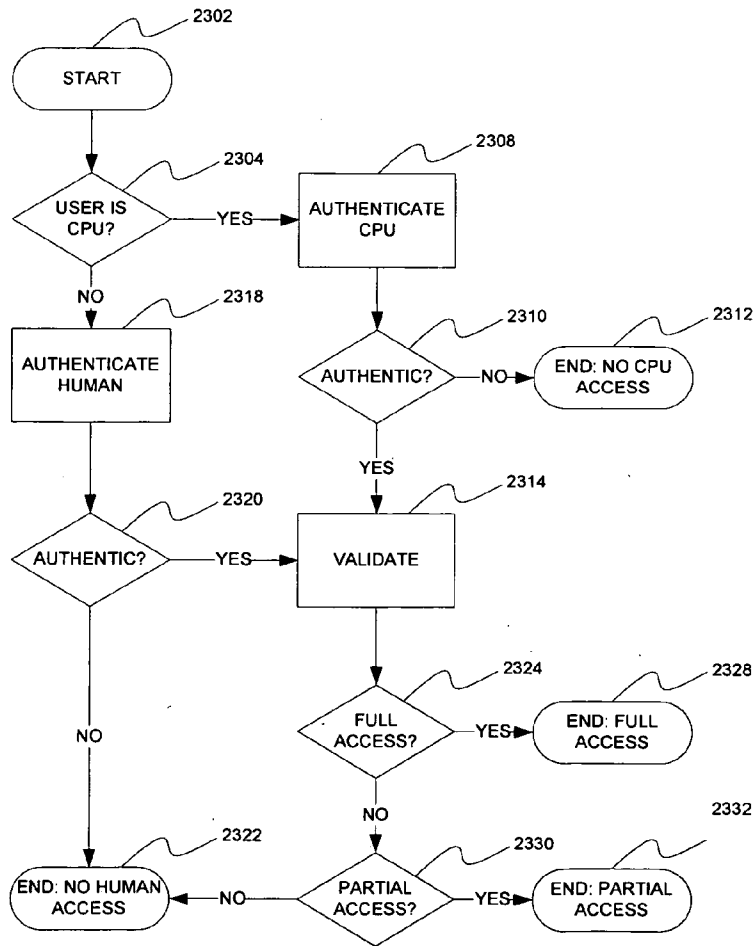 2302
START
2304
USER IS
CPU?
YES
2308
AUTHENTICATE
CPU
NO
2318
AUTHENTICATE
HUMAN
2310
AUTHENTIC?
NO
2312
END: NO CPU
ACCESS
YES
2320
AUTHENTIC?
YES
2314
VALIDATE
2324
FULL
ACCESS?
YES
2328
END: FULL
ACCESS
NO
NO
2322
END: NO HUMAN
ACCESS
NO
2330
PARTIAL
ACCESS?
YES
2332
END: PARTIAL
ACCESS